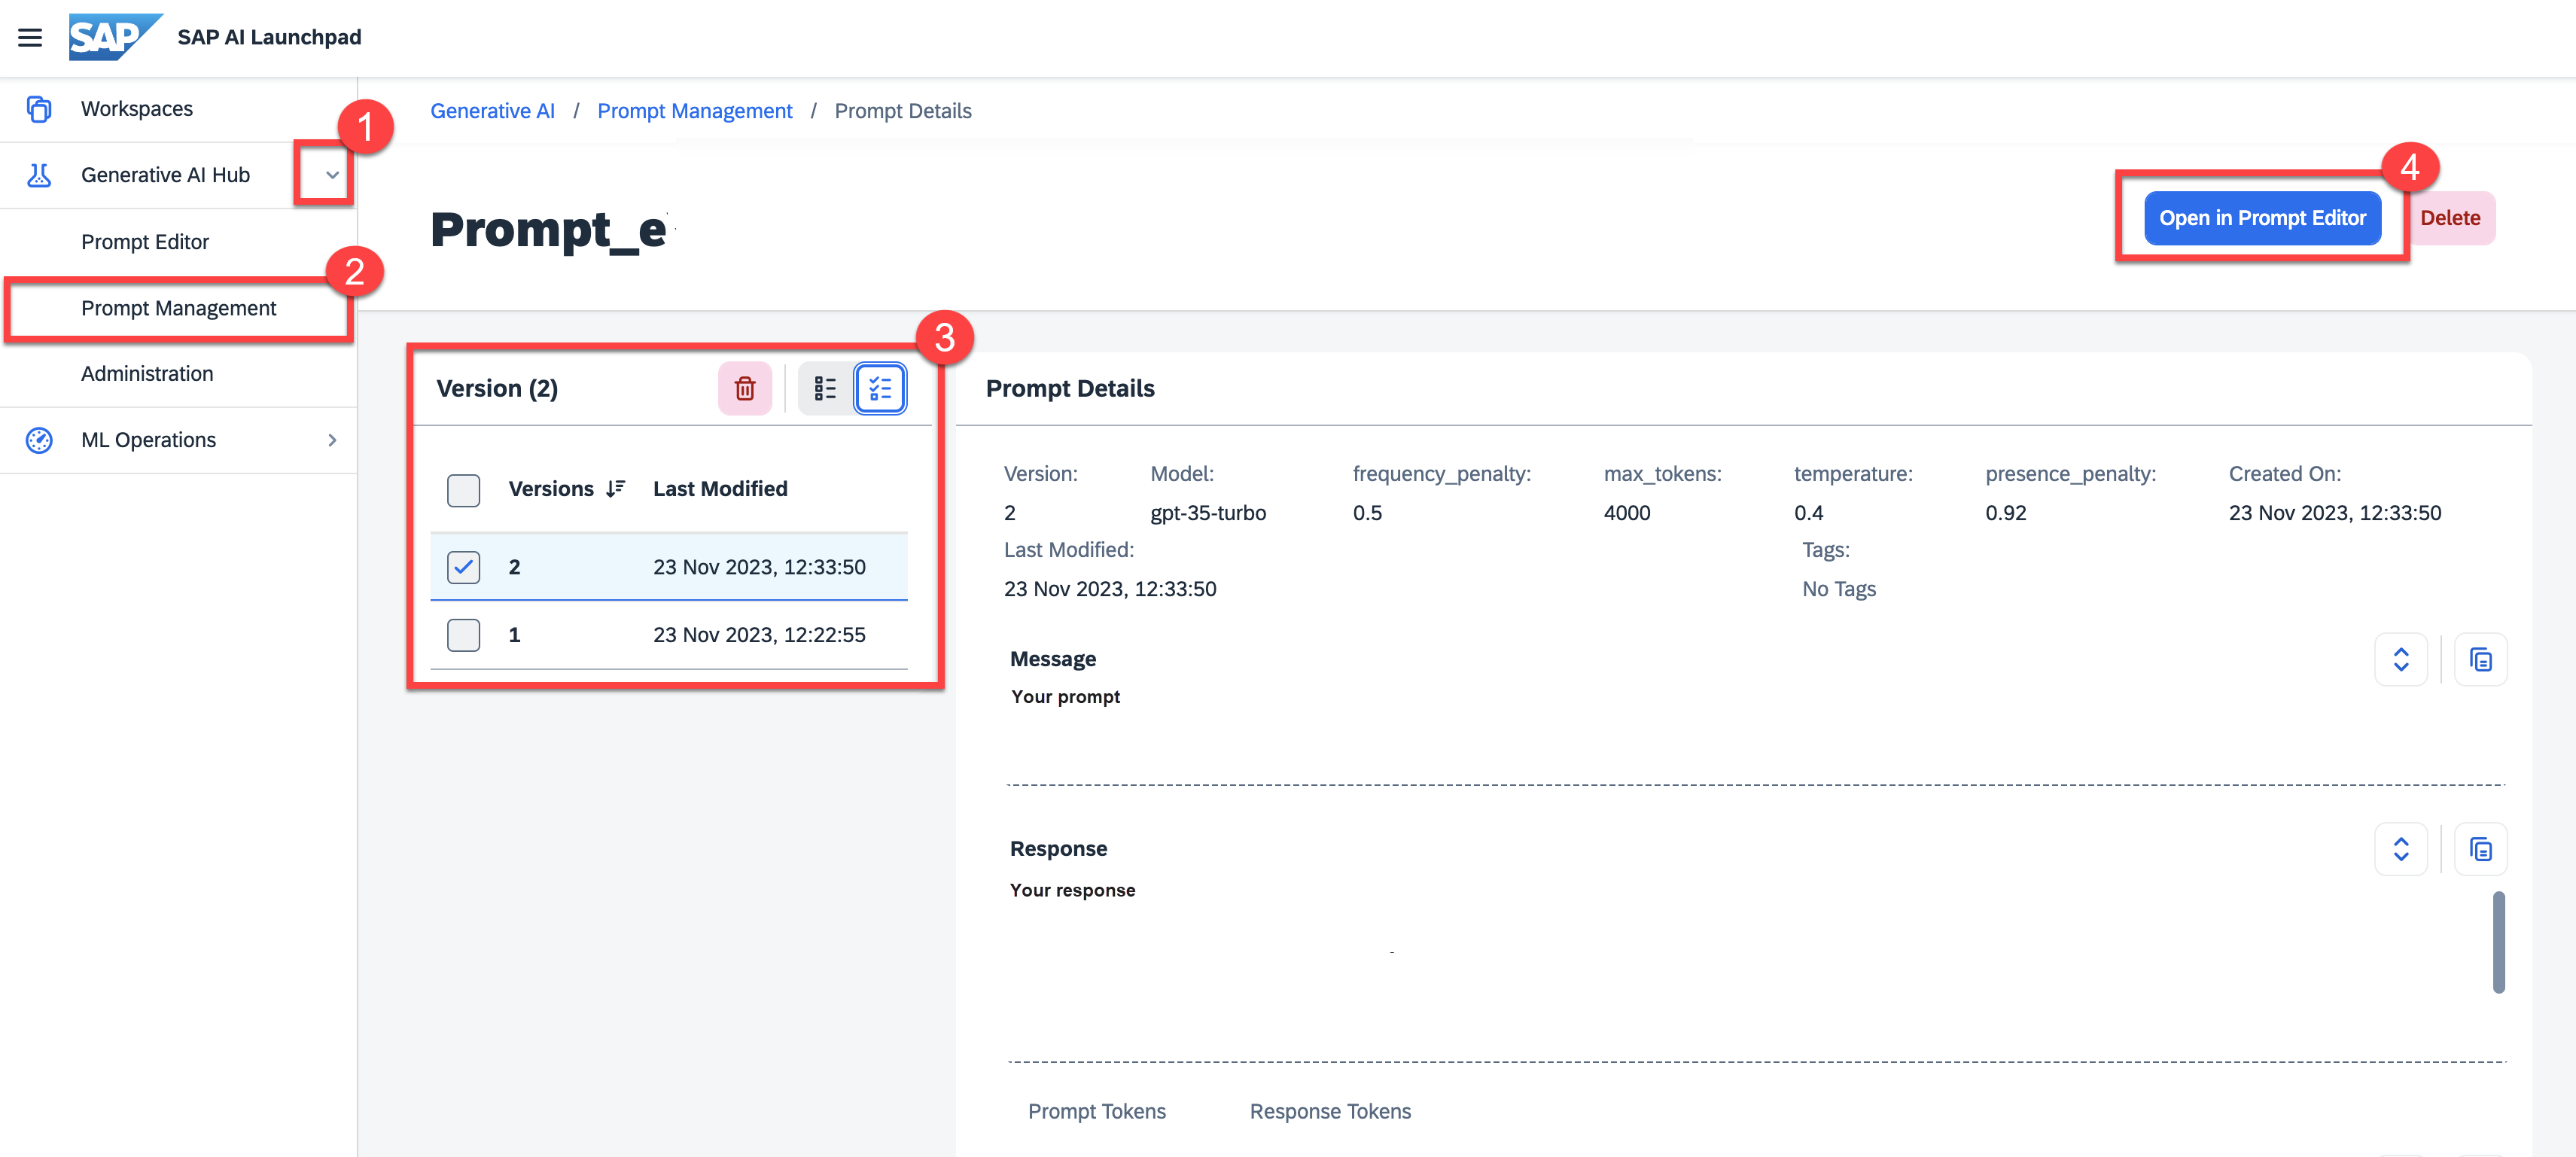 SAP SAP AI Launchpad
Workspaces
1
Generative AI / Prompt Management / Prompt Details
Generative AI Hub
Prompt Editor
2
Prompt Management
Administration
ML Operations
Prompt_e
4
Open in Prompt Editor
Delete
3
Version (2)
Versions Last Modified
2 23 Nov 2023, 12:33:50
1 23 Nov 2023, 12:22:55
Prompt Details
Version: Model: frequency_penalty: max_tokens: temperature: presence_penalty: Created On:
2 gpt-35-turbo 0.5 4000 0.4 0.92 23 Nov 2023, 12:33:50
Last Modified: Tags:
23 Nov 2023, 12:33:50 No Tags
Message
Your prompt
Response
Your response
Prompt Tokens Response Tokens